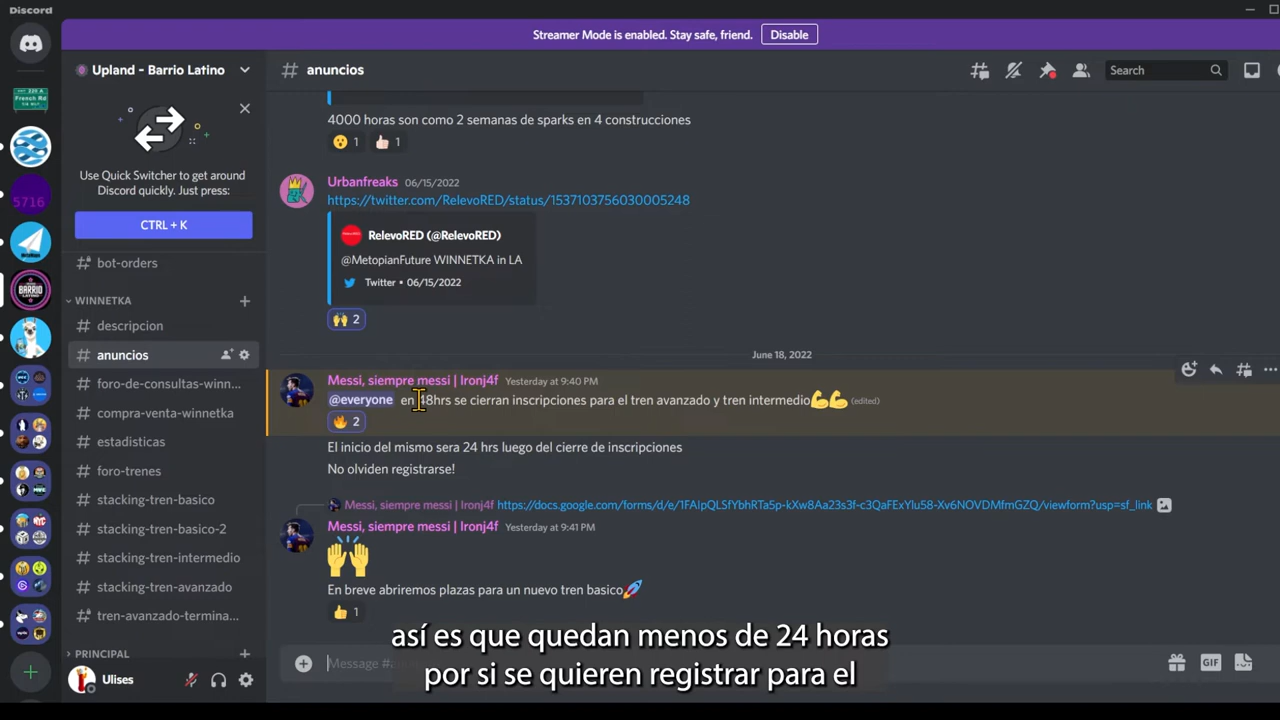 Discord
Streamer Mode is enabled. Stay safe, friend.
Disable
Upland - Barrio Latino
# anuncios
Search
Use Quick Switcher to get around
Discord quickly. Just press:
CTRL + K
bot-orders
WINNETKA
descripcion
anuncios
foro-de-consultas-winn...
compra-venta-winnetka
estadisticas
foro-trenes
stacking-tren-basico
stacking-tren-basico-2
stacking-tren-intermedio
stacking-tren-avanzado
tren-avanzado-termina...
PRINCIPAL
Ulises
5716
4000 horas son como 2 semanas de sparks en 4 construcciones
1 1
Urbanfreaks 06/15/2022
https://twitter.com/RelevoRED/status/1537103756030005248
RelevoRED (@RelevoRED)
@MetopianFuture WINNETKA in LA
Twitter • 06/15/2022
2
June 18, 2022
Messi, siempre messi | Ironj4f Yesterday at 9:40 PM
@everyone en 48hrs se cierran inscripciones para el tren avanzado y tren intermedio💪💪 (edited)
2
El inicio del mismo sera 24 hrs luego del cierre de inscripciones
No olviden registrarse!
Messi, siempre messi | Ironj4f https://docs.google.com/forms/d/e/1FAIpQLSfYbhRTa5p-kXw8Aa23s3f-c3QaFExYlu58-Xv6NOVDMfmGZQ/viewform?usp=sf_link
Messi, siempre messi | Ironj4f Yesterday at 9:41 PM
En breve abriremos plazas para un nuevo tren basico🚀
1
GIF
así es que quedan menos de 24 horas
por si se quieren registrar para el